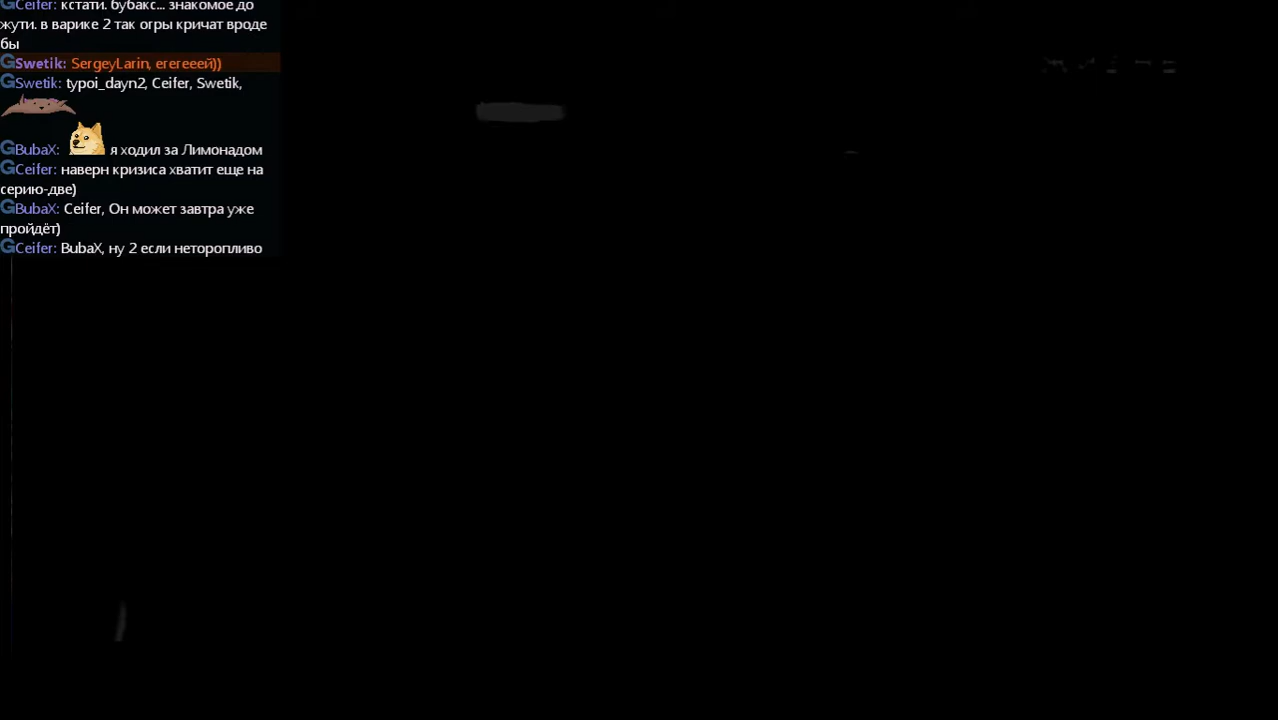 Ceifer: кстати. бубакс... знакомое до
жути. в варике 2 так огры кричат вроде
бы
Swetik: SergeyLarin, егегееей))
Swetik: typoi_dayn2, Ceifer, Swetik,
BubaX: я ходил за Лимонадом
Ceifer: наверн кризиса хватит еще на
серию-две)
BubaX: Ceifer, Он может завтра уже
пройдёт)
Ceifer: BubaX, ну 2 если неторопливо